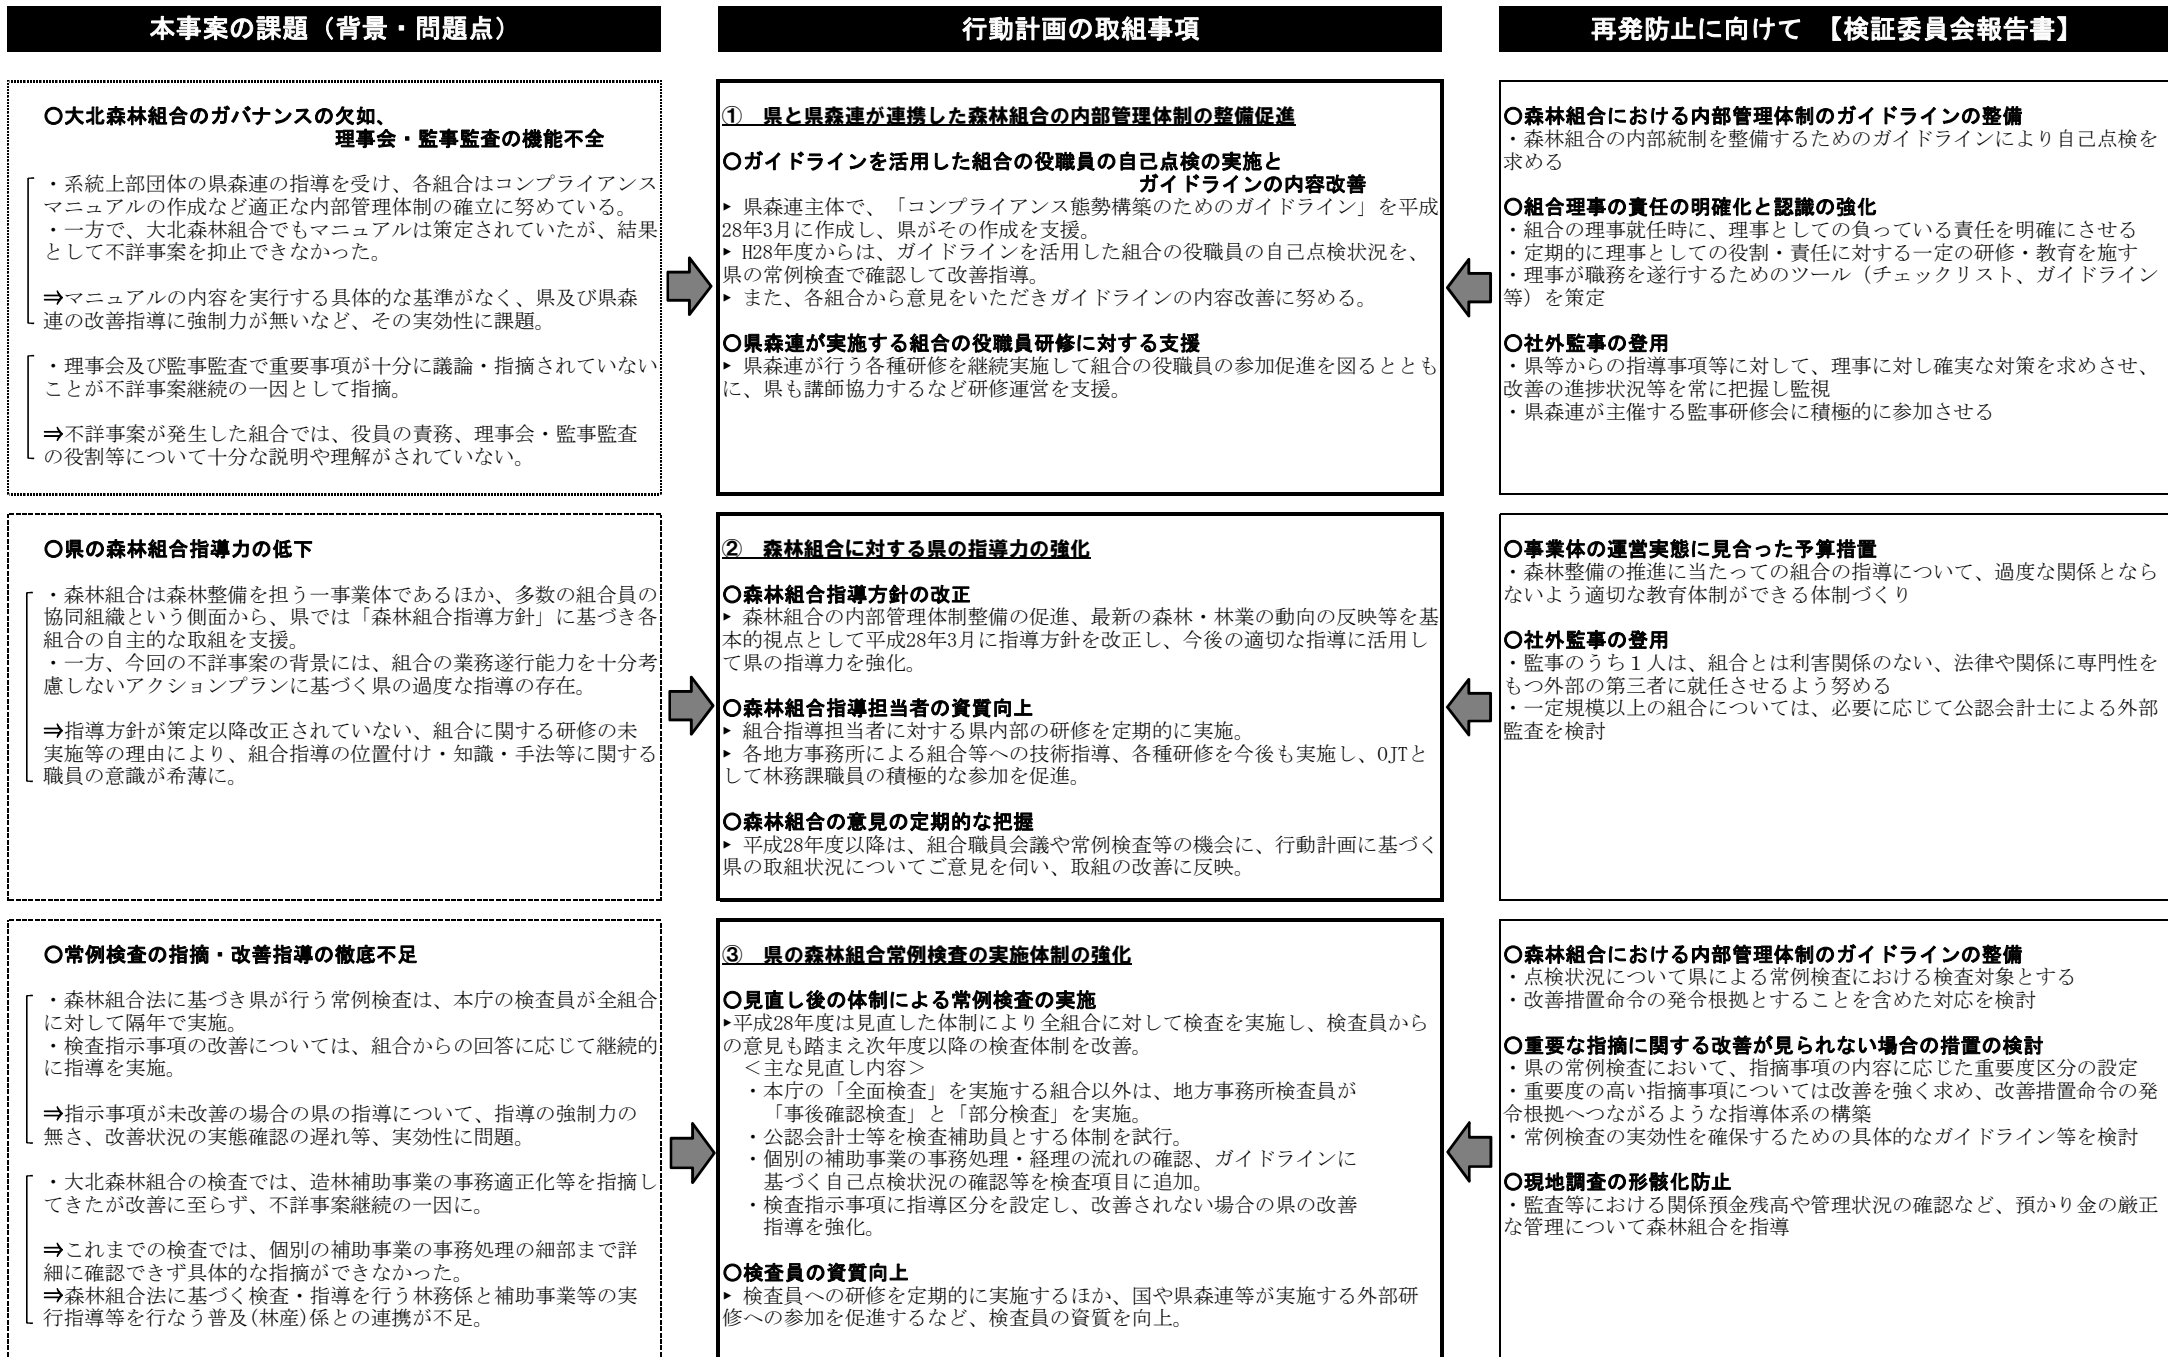 本事案の課題（背景・問題点）
行動計画の取組事項
再発防止に向けて 【検証委員会報告書】
○大北森林組合のガバナンスの欠如、
理事会・監事監査の機能不全
・系統上部団体の県森連の指導を受け、各組合はコンプライアンス
マニュアルの作成など適正な内部管理体制の確立に努めている。
・一方で、大北森林組合でもマニュアルは策定されていたが、結果
として不詳事案を抑止できなかった。
⇒マニュアルの内容を実行する具体的な基準がなく、県及び県森
連の改善指導に強制力が無いなど、その実効性に課題。
・理事会及び監事監査で重要事項が十分に議論・指摘されていない
ことが不詳事案継続の一因として指摘。
⇒不詳事案が発生した組合では、役員の責務、理事会・監事監査
の役割等について十分な説明や理解がされていない。
① 県と県森連が連携した森林組合の内部管理体制の整備促進
○ガイドラインを活用した組合の役職員の自己点検の実施と
ガイドラインの内容改善
▸ 県森連主体で、「コンプライアンス態勢構築のためのガイドライン」を平成
28年3月に作成し、県がその作成を支援。
▸ H28年度からは、ガイドラインを活用した組合の役職員の自己点検状況を、
県の常例検査で確認して改善指導。
▸ また、各組合から意見をいただきガイドラインの内容改善に努める。
○県森連が実施する組合の役職員研修に対する支援
▸ 県森連が行う各種研修を継続実施して組合の役職員の参加促進を図るととも
に、県も講師協力するなど研修運営を支援。
○森林組合における内部管理体制のガイドラインの整備
・森林組合の内部統制を整備するためのガイドラインにより自己点検を
求める
○組合理事の責任の明確化と認識の強化
・組合の理事就任時に、理事としての負っている責任を明確にさせる
・定期的に理事としての役割・責任に対する一定の研修・教育を施す
・理事が職務を遂行するためのツール（チェックリスト、ガイドライン
等）を策定
○社外監事の登用
・県等からの指導事項等に対して、理事に対し確実な対策を求めさせ、
改善の進捗状況等を常に把握し監視
・県森連が主催する監事研修会に積極的に参加させる
○県の森林組合指導力の低下
・森林組合は森林整備を担う一事業体であるほか、多数の組合員の
協同組織という側面から、県では「森林組合指導方針」に基づき各
組合の自主的な取組を支援。
・一方、今回の不詳事案の背景には、組合の業務遂行能力を十分考
慮しないアクションプランに基づく県の過度な指導の存在。
⇒指導方針が策定以降改正されていない、組合に関する研修の未
実施等の理由により、組合指導の位置付け・知識・手法等に関する
職員の意識が希薄に。
② 森林組合に対する県の指導力の強化
○森林組合指導方針の改正
▸ 森林組合の内部管理体制整備の促進、最新の森林・林業の動向の反映等を基
本的視点として平成28年3月に指導方針を改正し、今後の適切な指導に活用し
て県の指導力を強化。
○森林組合指導担当者の資質向上
▸ 組合指導担当者に対する県内部の研修を定期的に実施。
▸ 各地方事務所による組合等への技術指導、各種研修を今後も実施し、OJTと
して林務課職員の積極的な参加を促進。
○森林組合の意見の定期的な把握
▸ 平成28年度以降は、組合職員会議や常例検査等の機会に、行動計画に基づく
県の取組状況についてご意見を伺い、取組の改善に反映。
○事業体の運営実態に見合った予算措置
・森林整備の推進に当たっての組合の指導について、過度な関係となら
ないよう適切な教育体制ができる体制づくり
○社外監事の登用
・監事のうち１人は、組合とは利害関係のない、法律や関係に専門性を
もつ外部の第三者に就任させるよう努める
・一定規模以上の組合については、必要に応じて公認会計士による外部
監査を検討
○常例検査の指摘・改善指導の徹底不足
・森林組合法に基づき県が行う常例検査は、本庁の検査員が全組合
に対して隔年で実施。
・検査指示事項の改善については、組合からの回答に応じて継続的
に指導を実施。
⇒指示事項が未改善の場合の県の指導について、指導の強制力の
無さ、改善状況の実態確認の遅れ等、実効性に問題。
・大北森林組合の検査では、造林補助事業の事務適正化等を指摘し
てきたが改善に至らず、不詳事案継続の一因に。
⇒これまでの検査では、個別の補助事業の事務処理の細部まで詳
細に確認できず具体的な指摘ができなかった。
⇒森林組合法に基づく検査・指導を行う林務係と補助事業等の実
行指導等を行なう普及(林産)係との連携が不足。
③ 県の森林組合常例検査の実施体制の強化
○見直し後の体制による常例検査の実施
▸平成28年度は見直した体制により全組合に対して検査を実施し、検査員から
の意見も踏まえ次年度以降の検査体制を改善。
＜主な見直し内容＞
・本庁の「全面検査」を実施する組合以外は、地方事務所検査員が
「事後確認検査」と「部分検査」を実施。
・公認会計士等を検査補助員とする体制を試行。
・個別の補助事業の事務処理・経理の流れの確認、ガイドラインに
基づく自己点検状況の確認等を検査項目に追加。
・検査指示事項に指導区分を設定し、改善されない場合の県の改善
指導を強化。
○検査員の資質向上
▸ 検査員への研修を定期的に実施するほか、国や県森連等が実施する外部研
修への参加を促進するなど、検査員の資質を向上。
○森林組合における内部管理体制のガイドラインの整備
・点検状況について県による常例検査における検査対象とする
・改善措置命令の発令根拠とすることを含めた対応を検討
○重要な指摘に関する改善が見られない場合の措置の検討
・県の常例検査において、指摘事項の内容に応じた重要度区分の設定
・重要度の高い指摘事項については改善を強く求め、改善措置命令の発
令根拠へつながるような指導体系の構築
・常例検査の実効性を確保するための具体的なガイドライン等を検討
○現地調査の形骸化防止
・監査等における関係預金残高や管理状況の確認など、預かり金の厳正
な管理について森林組合を指導